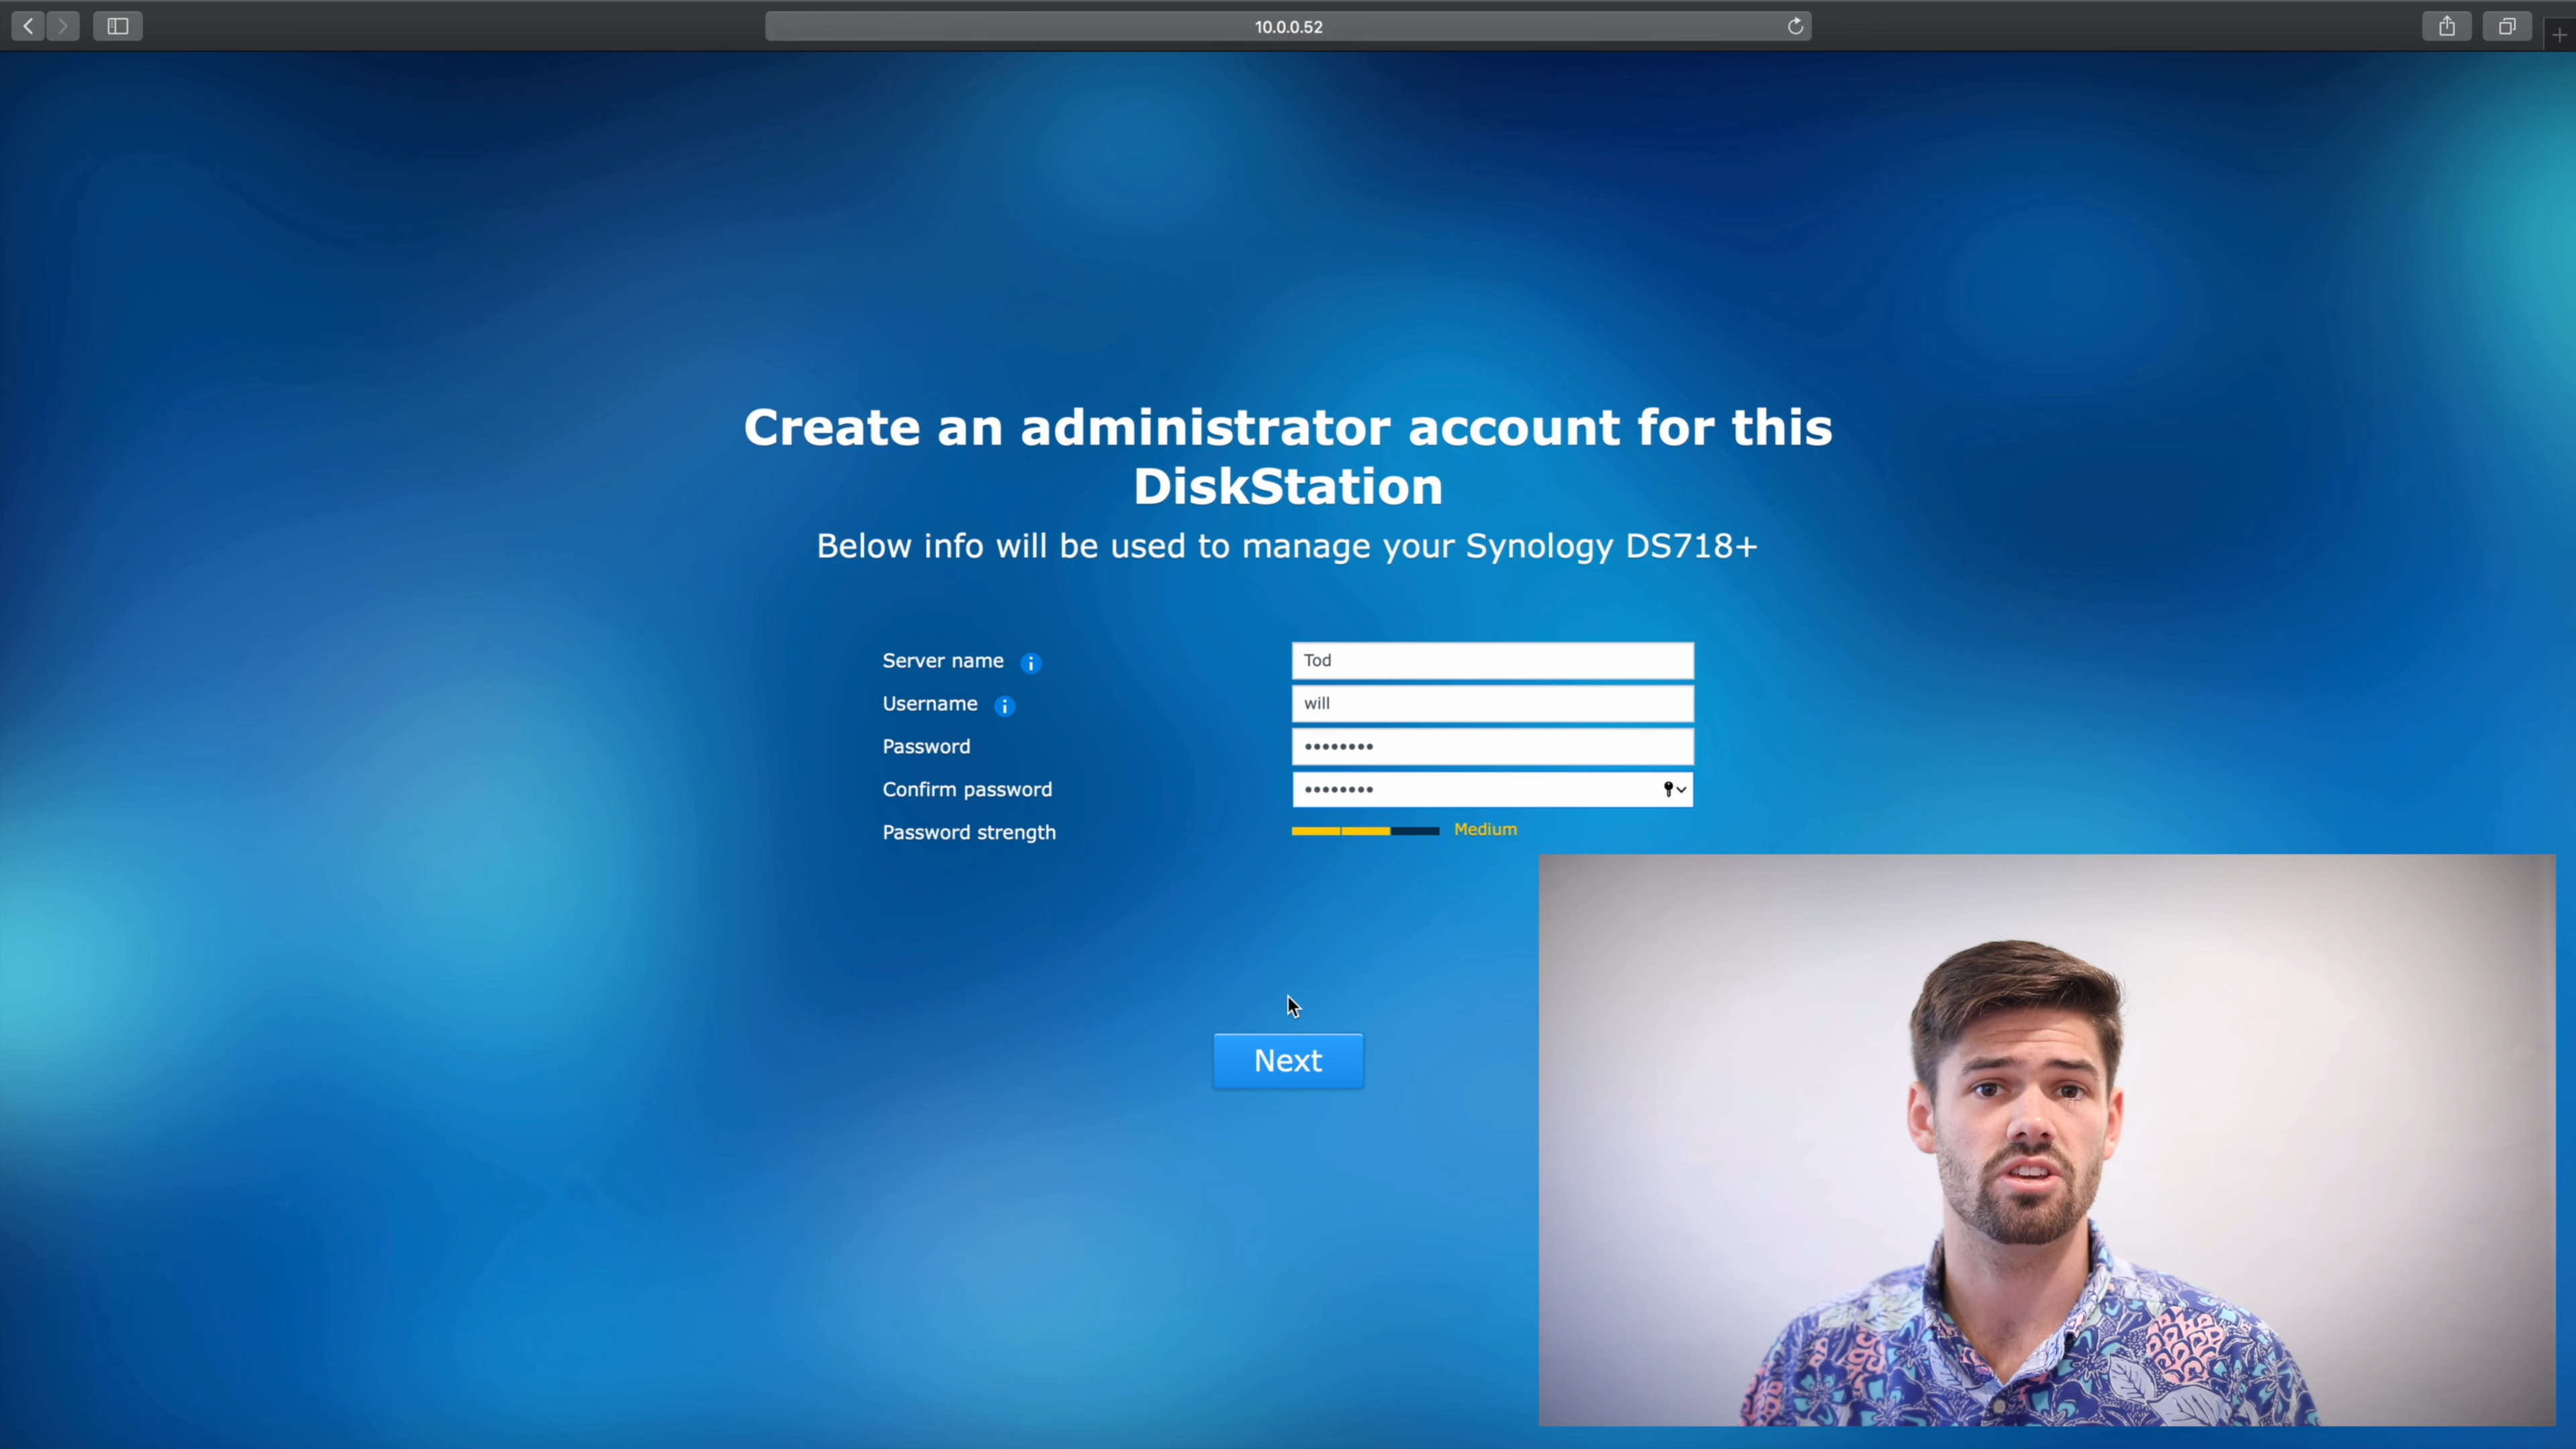 10.0.0.52
Create an administrator account for this
DiskStation
Below info will be used to manage your Synology DS718+
Server name
Tod
Username
will
Password
••••••••
Confirm password
••••••••
Password strength
Medium
Next